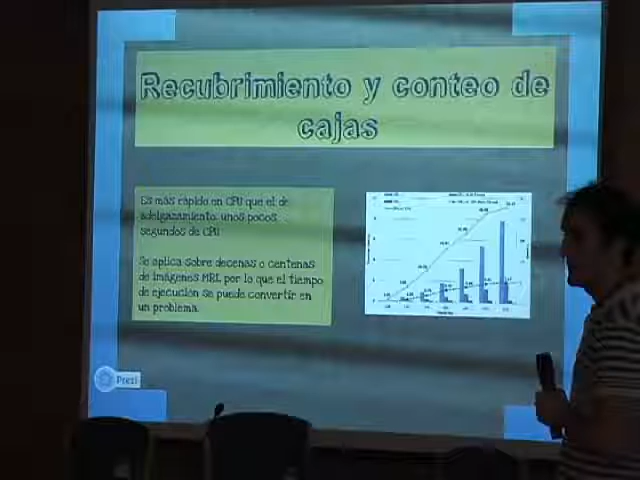 Recubrimiento y conteo de
cajas
Es más rápido en CPU que el de
adelgazamiento, unos pocos
segundos de CPU
Se aplica sobre decenas o centenas
de imágenes MRI, por lo que el tiempo
de ejecución se puede convertir en
un problema.
Prezi